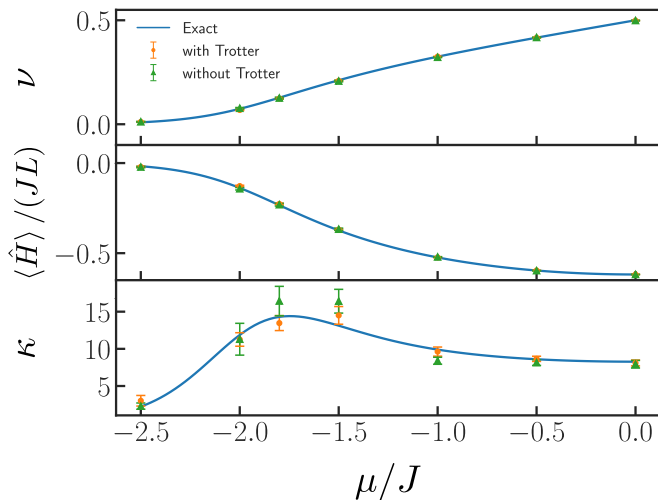 0.5
Exact
with Trotter
without Trotter
ν
0.0
0.0
⟨Ĥ⟩/(JL)
−0.5
15
κ
10
5
−2.5 −2.0 −1.5 −1.0 −0.5 0.0
μ/J